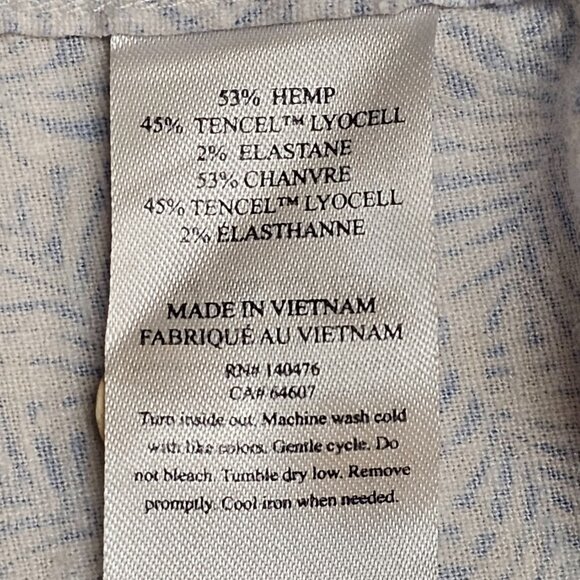 53% HEMP
45% TENCEL™ LYOCELL
2% ELASTANE
53% CHANVRE
45% TENCEL™ LYOCELL
2% ÉLASTHANNE
MADE IN VIETNAM
FABRIQUÉ AU VIETNAM
RN# 140476
CA# 64607
Turn inside out. Machine wash cold
with like colors. Gentle cycle. Do
not bleach. Tumble dry low. Remove
promptly. Cool iron when needed.